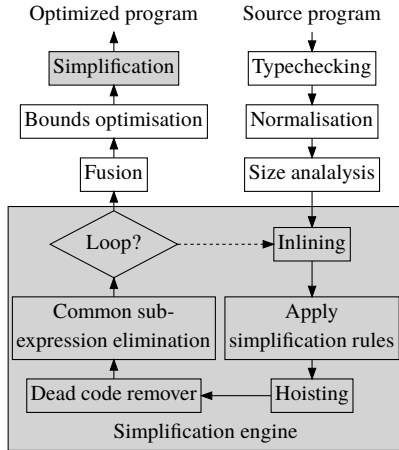 Optimized program
Source program
Simplification
Typechecking
Bounds optimisation
Normalisation
Fusion
Size analalysis
Loop?
Inlining
Common sub-
expression elimination
Apply
simplification rules
Dead code remover
Hoisting
Simplification engine